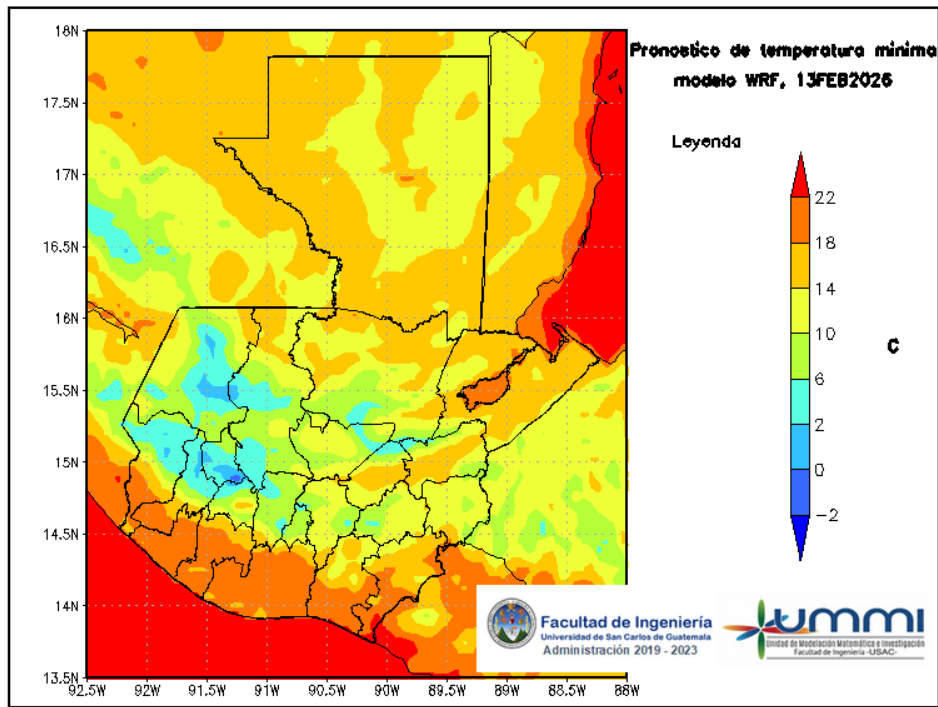 Pronostico de temperatura minima
modelo WRF, 13FEB2026
Leyenda
22
18
14
10
6
2
0
−2
C
18N
17.5N
17N
16.5N
16N
15.5N
15N
14.5N
14N
13.5N
92.5W
92W
91.5W
91W
90.5W
90W
89.5W
89W
88.5W
88W
Facultad de Ingeniería
Universidad de San Carlos de Guatemala
Administración 2019 - 2023
ummi
Unidad de Modelación Matemática e Investigación
Facultad de Ingeniería -USAC-